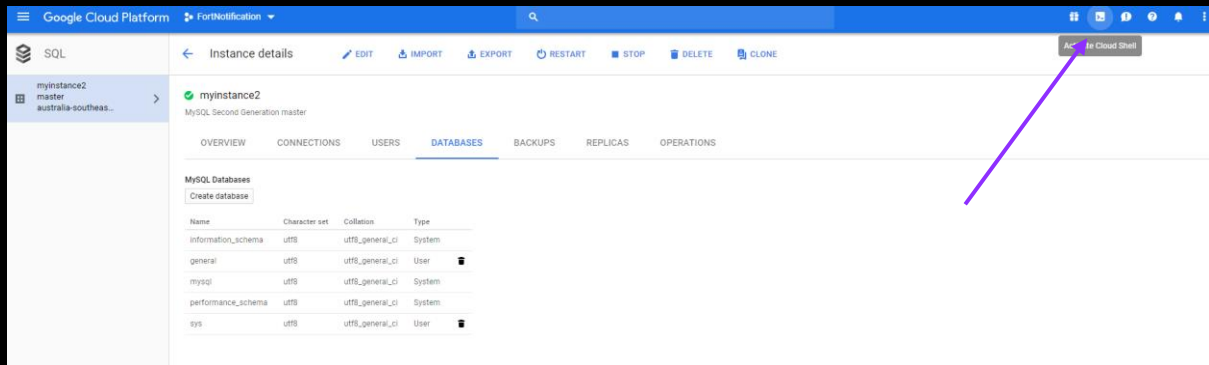 Google Cloud Platform FortNotification
SQL
Instance details EDIT IMPORT EXPORT RESTART STOP DELETE CLONE
Activate Cloud Shell
myinstance2
master
australia-southeas...
myinstance2
MySQL Second Generation master
OVERVIEW CONNECTIONS USERS DATABASES BACKUPS REPLICAS OPERATIONS
MySQL Databases
Create database
Name Character set Collation Type
information_schema utf8 utf8_general_ci System
general utf8 utf8_general_ci User
mysql utf8 utf8_general_ci System
performance_schema utf8 utf8_general_ci System
sys utf8 utf8_general_ci User